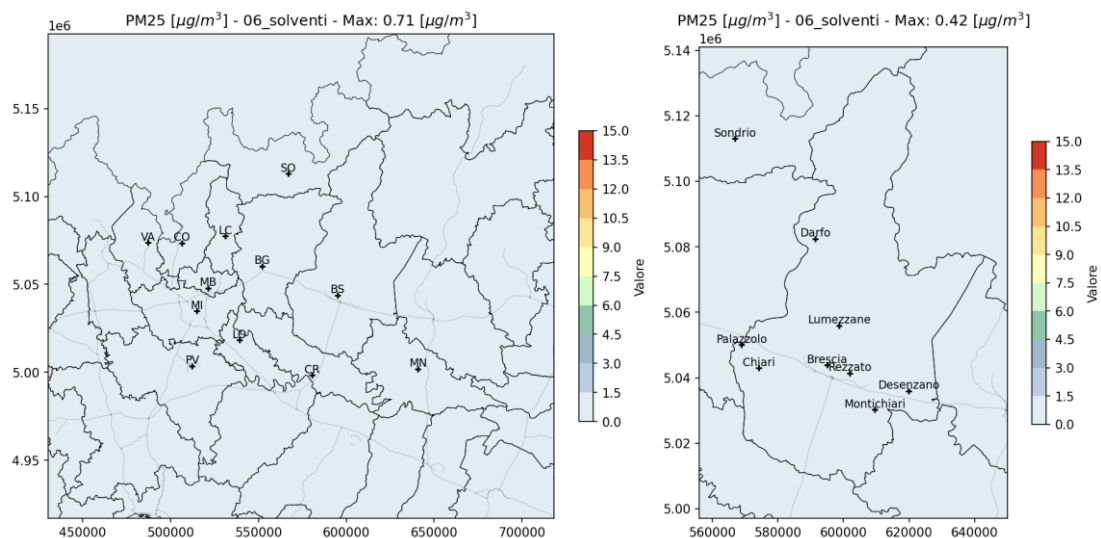 PM25 [μg/m³] - 06_solventi - Max: 0.71 [μg/m³]
1e6
5.15
5.10
5.05
5.00
4.95
SO
VA
CO
LC
BG
MB
BS
MI
LO
PV
CR
MN
450000
500000
550000
600000
650000
700000
15.0
13.5
12.0
10.5
9.0
7.5
6.0
4.5
3.0
1.5
0.0
Valore
PM25 [μg/m³] - 06_solventi - Max: 0.42 [μg/m³]
1e6
5.14
5.12
5.10
5.08
5.06
5.04
5.02
5.00
Sondrio
Darfo
Lumezzane
Palazzolo
Chiari
Brescia
Rezzato
Desenzano
Montichiari
560000
580000
600000
620000
640000
15.0
13.5
12.0
10.5
9.0
7.5
6.0
4.5
3.0
1.5
0.0
Valore